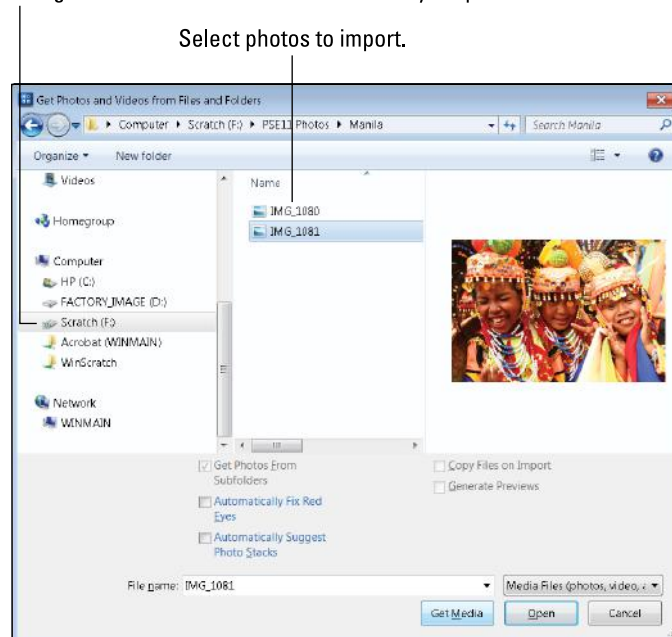 Select photos to import.
Get Photos and Videos from Files and Folders
Computer Scratch (F:) PSE11 Photos Manila
Search Manila
Organize New folder
Videos
Homegroup
Computer
HP (C:)
FACTORY_IMAGE (D:)
Scratch (F:)
Acrobat (WINMAIN)
WinScratch
Network
WINMAIN
Name
IMG_1080
IMG_1081
Get Photos From
Subfolders
Automatically Fix Red
Eyes
Automatically Suggest
Photo Stacks
Copy Files on Import
Generate Previews
File name: IMG_1081
Media Files (photos, video, a
Get Media Open Cancel